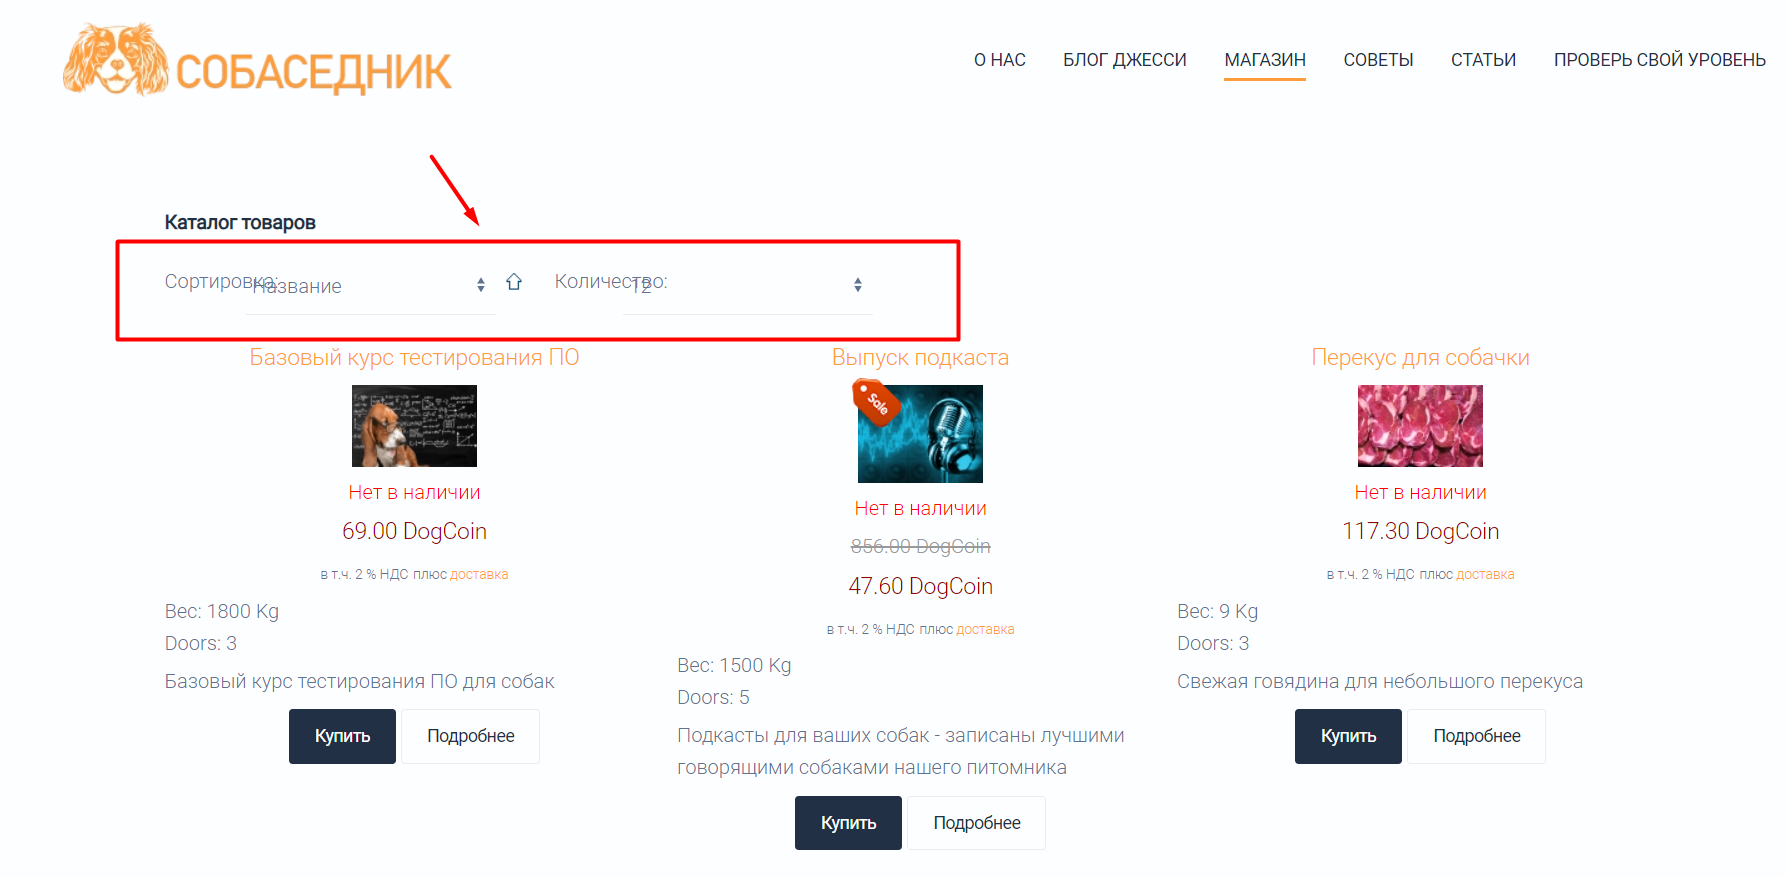 СОБАСЕДНИК
О НАС БЛОГ ДЖЕССИ МАГАЗИН СОВЕТЫ СТАТЬИ ПРОВЕРЬ СВОЙ УРОВЕНЬ
Каталог товаров
Сортировка: Название Количество: 12
Базовый курс тестирования ПО
Нет в наличии
69.00 DogCoin
в т.ч. 2 % НДС плюс доставка
Вес: 1800 Kg
Doors: 3
Базовый курс тестирования ПО для собак
Купить Подробнее
Выпуск подкаста
Sale
Нет в наличии
856.00 DogCoin
47.60 DogCoin
в т.ч. 2 % НДС плюс доставка
Вес: 1500 Kg
Doors: 5
Подкасты для ваших собак - записаны лучшими
говорящими собаками нашего питомника
Купить Подробнее
Перекус для собачки
Нет в наличии
117.30 DogCoin
в т.ч. 2 % НДС плюс доставка
Вес: 9 Kg
Doors: 3
Свежая говядина для небольшого перекуса
Купить Подробнее